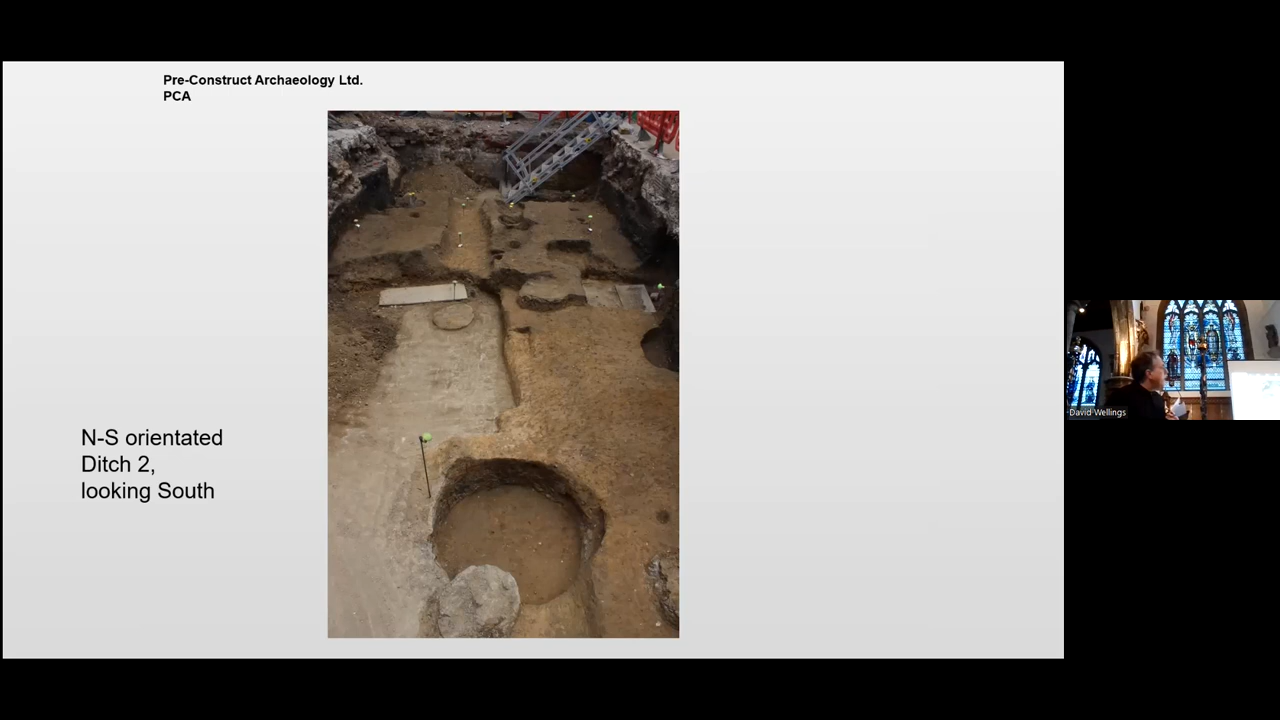 Pre-Construct Archaeology Ltd.
PCA
N-S orientated
Ditch 2,
looking South
David Wellings